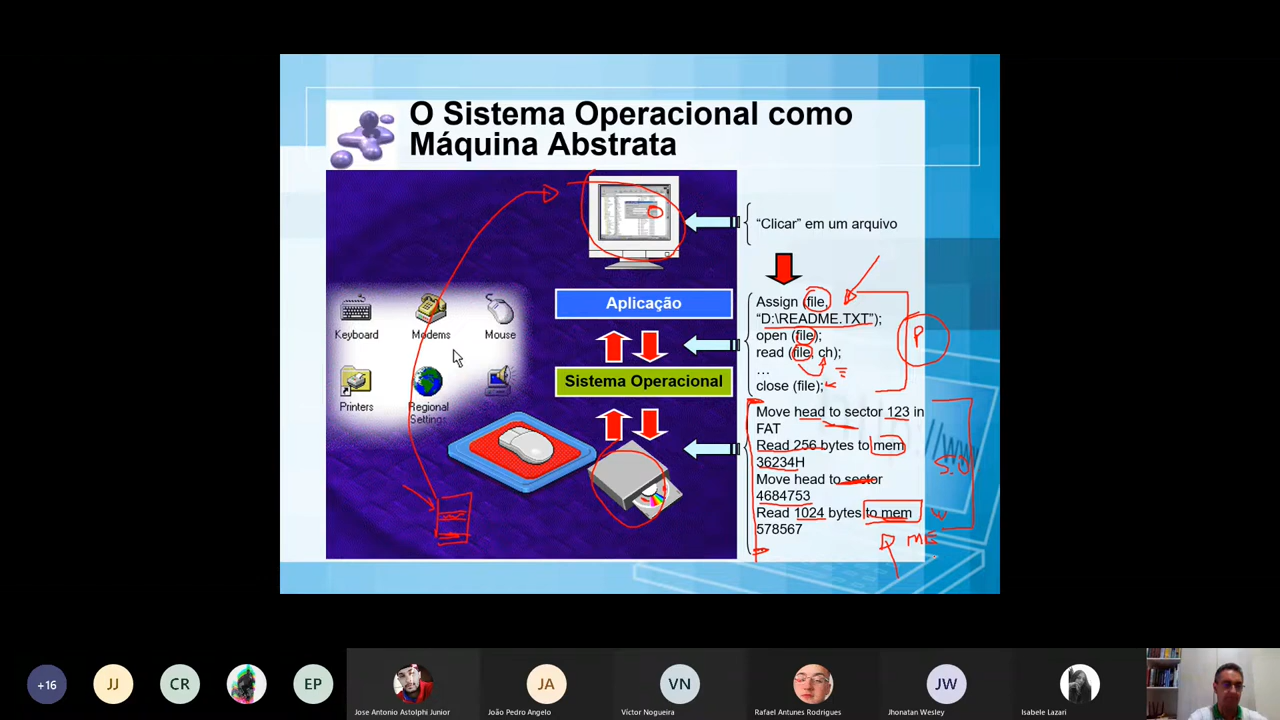 O Sistema Operacional como
Máquina Abstrata
“Clicar” em um arquivo
Aplicação
Assign (file,
“D:\README.TXT”);
open (file);
read (file, ch);
...
close (file);
P
Keyboard
Modems
Mouse
Printers
Regional
Settings
Sistema Operacional
Move head to sector 123 in
FAT
Read 256 bytes to mem
36234H
Move head to sector
4684753
Read 1024 bytes to mem
578567
S.O
ME
+16
JJ
CR
EP
Jose Antonio Astolphi Junior
JA
João Pedro Angelo
VN
Víctor Nogueira
Rafael Antunes Rodrigues
JW
Jhonatan Wesley
Isabele Lazari